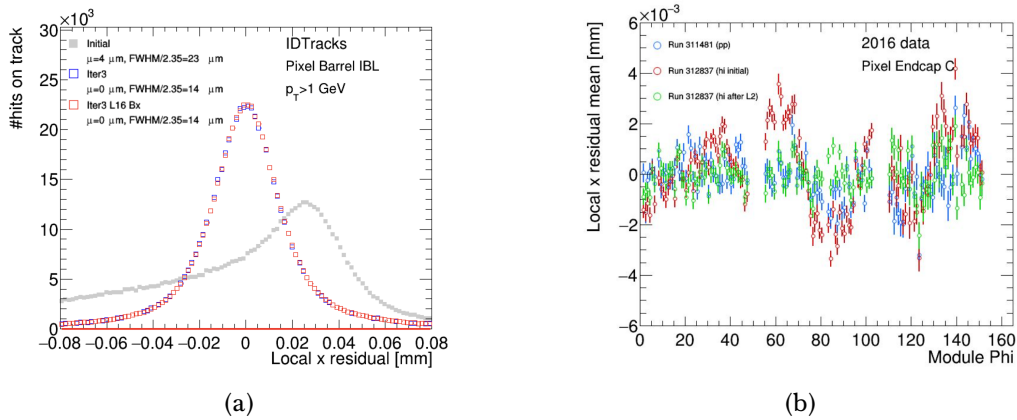 ×10³
#hits on track
30
25
20
15
10
5
0
Initial
μ=4 μm, FWHM/2.35=23 μm
Iter3
μ=0 μm, FWHM/2.35=14 μm
Iter3 L16 Bx
μ=0 μm, FWHM/2.35=14 μm
IDTracks
Pixel Barrel IBL
p_T>1 GeV
−0.08 −0.06 −0.04 −0.02 0 0.02 0.04 0.06 0.08
Local x residual [mm]
(a)
×10⁻³
Local x residual mean [mm]
6
4
2
0
−2
−4
−6
Run 311481 (pp)
Run 312837 (hi initial)
Run 312837 (hi after L2)
2016 data
Pixel Endcap C
0 20 40 60 80 100 120 140 160
Module Phi
(b)